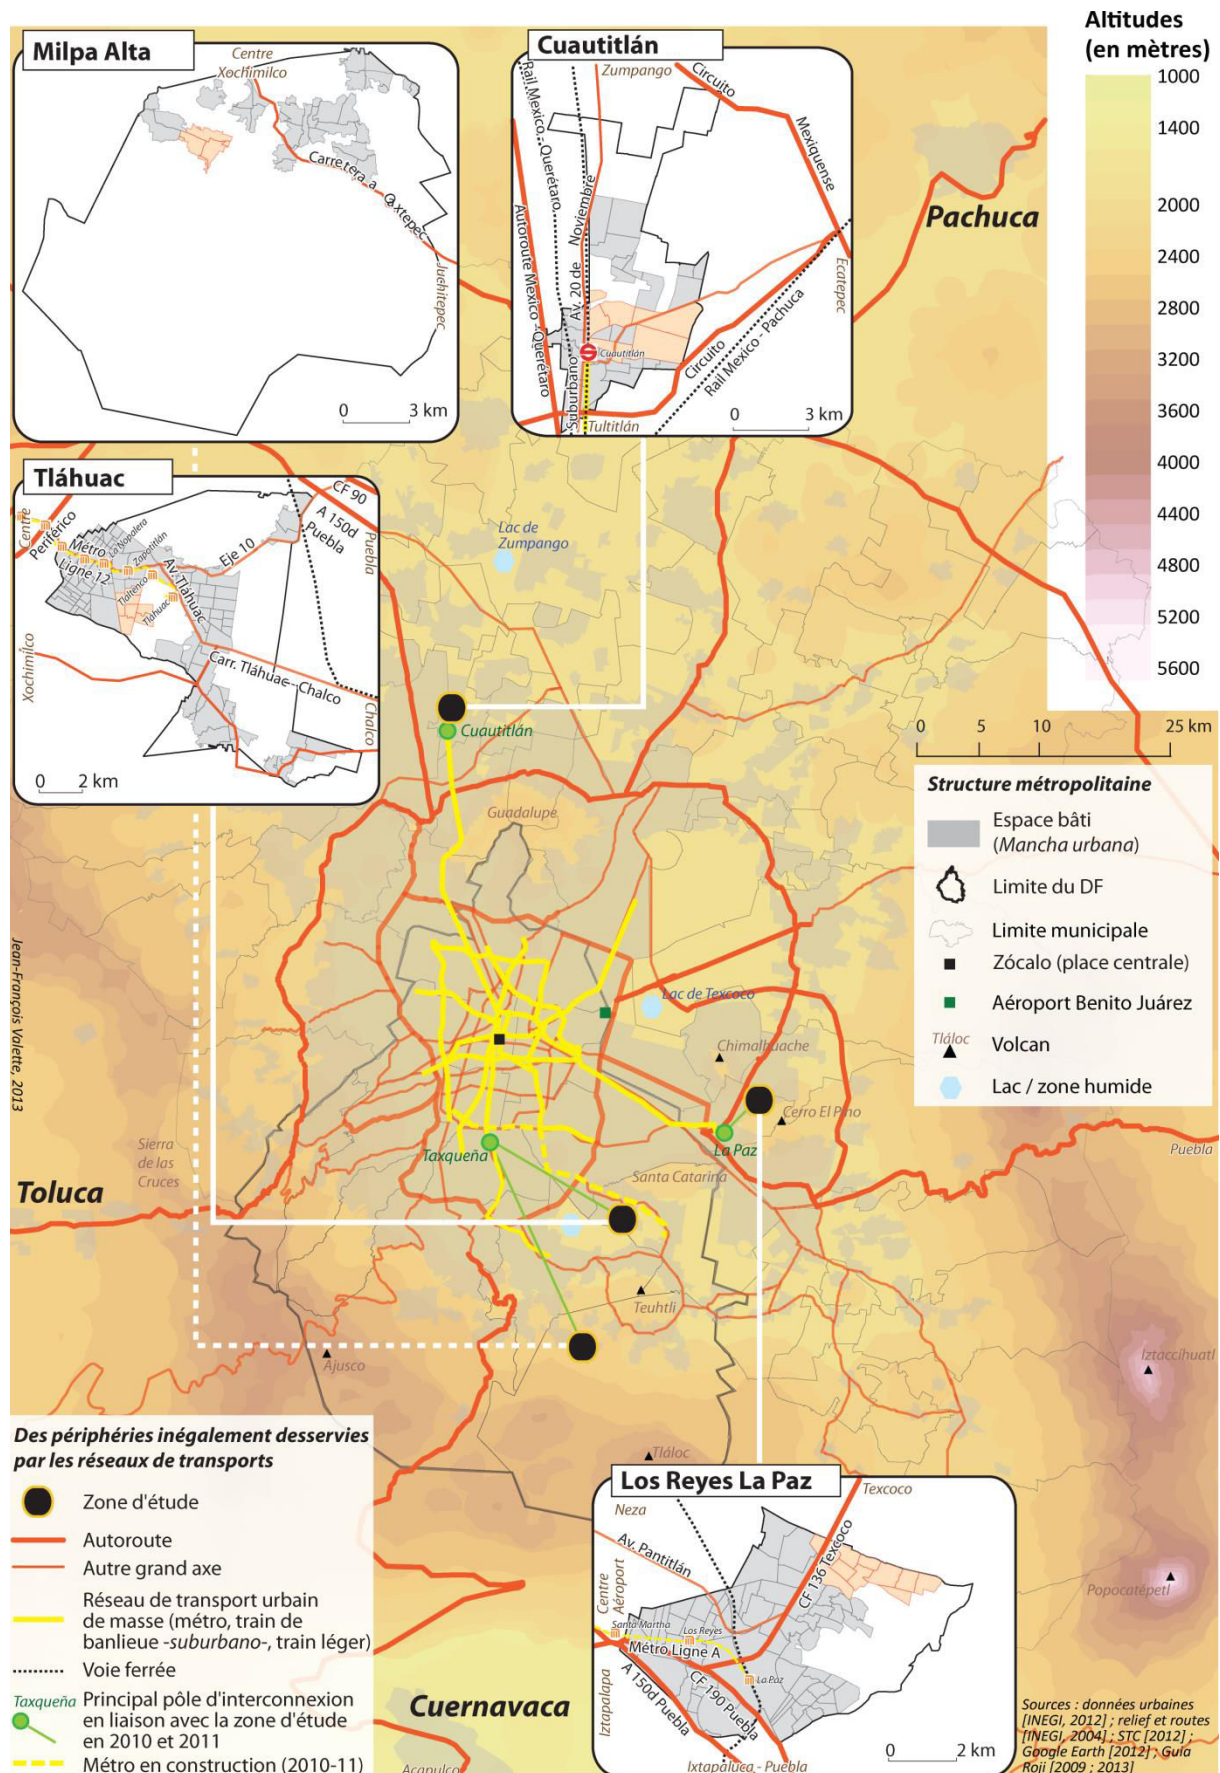 Milpa Alta
Centre
Xochimilco
Carretera a Oaxtepec
Juchitepec
0 3 km
Cuautitlán
Zumpango
Circuito
Mexiquense
Rail Mexico - Querétaro
Autoroute Mexico - Querétaro
Av. 20 de Noviembre
Suburbano
Cuautitlán
Circuito
Rail Mexico - Pachuca
Ecatepec
Tultitlán
0 3 km
Altitudes
(en mètres)
1000
1400
2000
2400
2800
3200
3600
4000
4400
4800
5200
5600
Pachuca
Tláhuac
CF 90
A 150d
Puebla
Puebla
Centre
Periférico
Métro
Ligne 12
La Nopalera
Zapotitlán
Eje 10
Av. Tláhuac
Tlaltenco
Tláhuac
Xochimilco
Carr. Tláhuac - Chalco
Chalco
0 2 km
Lac de
Zumpango
Cuautitlán
Guadalupe
0 5 10 25 km
Structure métropolitaine
Espace bâti
(Mancha urbana)
Limite du DF
Limite municipale
Zócalo (place centrale)
Aéroport Benito Juárez
Tláloc
Volcan
Lac / zone humide
Jean-François Valette, 2013
Lac de Texcoco
Chimalhuache
Cerro El Pino
Taxqueña
La Paz
Sierra
de las
Cruces
Santa Catarina
Puebla
Toluca
Teuhtli
Ajusco
Iztaccihuatl
Tláloc
Popocatépetl
Des périphéries inégalement desservies
par les réseaux de transports
Zone d'étude
Autoroute
Autre grand axe
Réseau de transport urbain
de masse (métro, train de
banlieue -suburbano-, train léger)
Voie ferrée
Taxqueña
Principal pôle d'interconnexion
en liaison avec la zone d'étude
en 2010 et 2011
Métro en construction (2010-11)
Cuernavaca
Acapulco
Los Reyes La Paz
Neza
Texcoco
Av. Pantitlán
CF 136 Texcoco
Centre
Aéroport
Santa Martha
Los Reyes
Métro Ligne A
La Paz
Iztapalapa
A 150d Puebla
CF 190 Puebla
Ixtapaluca - Puebla
0 2 km
Sources : données urbaines
[INEGI, 2012] ; relief et routes
[INEGI, 2004] ; STC [2012] ;
Google Earth [2012] ; Guía
Roji [2009 ; 2013]